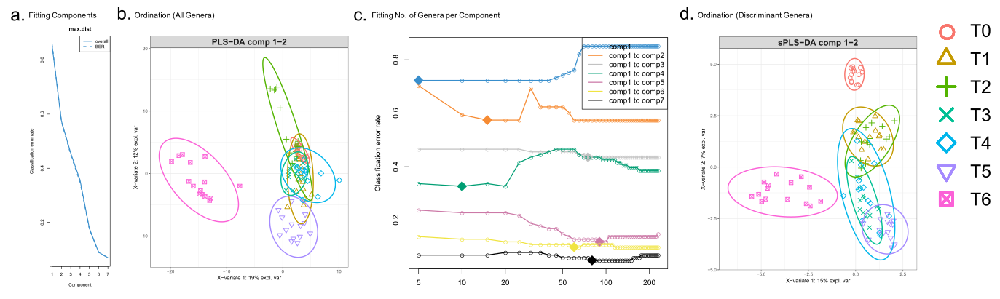 a. Fitting Components
max.dist
overall
BER
Classification error rate
0.8
0.6
0.4
0.2
1 2 3 4 5 6 7
Component
b. Ordination (All Genera)
PLS-DA comp 1-2
X-variate 2: 12% expl. var
20
10
0
-10
-20 -10 0 10
X-variate 1: 19% expl. var
c. Fitting No. of Genera per Component
Classification error rate
0.8
0.6
0.4
0.2
comp1
comp1 to comp2
comp1 to comp3
comp1 to comp4
comp1 to comp5
comp1 to comp6
comp1 to comp7
5 10 20 50 100 200
d. Ordination (Discriminant Genera)
sPLS-DA comp 1-2
X-variate 2: 7% expl. var
5.0
2.5
0.0
-2.5
-5.0
-5.0 -2.5 0.0 2.5
X-variate 1: 15% expl. var
T0
T1
T2
T3
T4
T5
T6